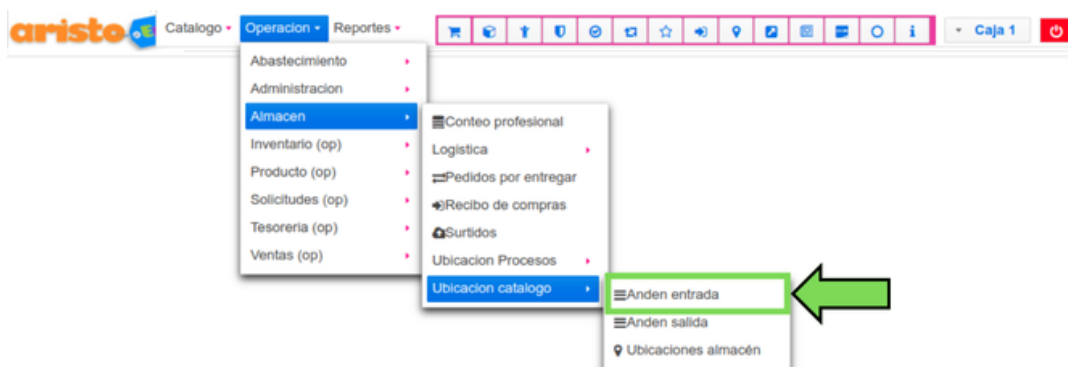 aristo.e Catalogo Operacion Reportes i Caja 1
Abastecimiento
Administracion
Almacen
Inventario (op)
Producto (op)
Solicitudes (op)
Tesoreria (op)
Ventas (op)
Conteo profesional
Logistica
Pedidos por entregar
Recibo de compras
Surtidos
Ubicacion Procesos
Ubicacion catalogo
Anden entrada
Anden salida
Ubicaciones almacén